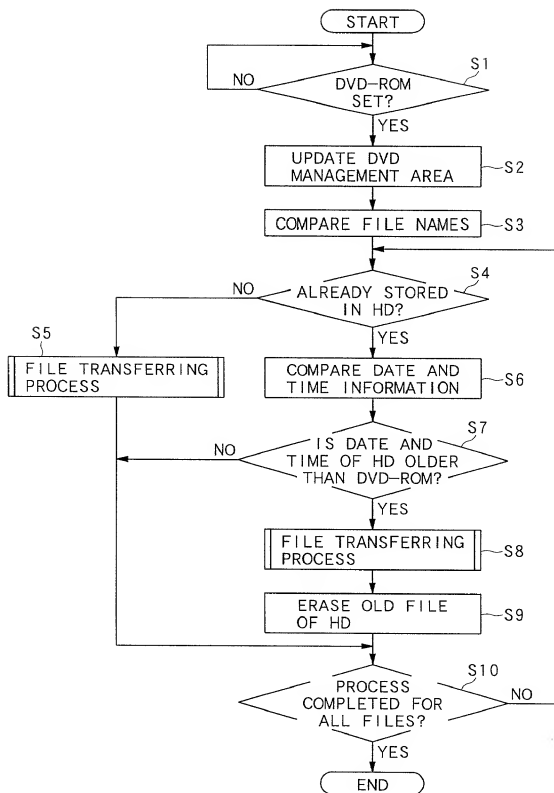 START
S1
NO
DVD-ROM
SET?
YES
UPDATE DVD
MANAGEMENT AREA
S2
COMPARE FILE NAMES
S3
S4
NO
ALREADY STORED
IN HD?
YES
S5
FILE TRANSFERRING
PROCESS
COMPARE DATE AND
TIME INFORMATION
S6
S7
NO
IS DATE AND
TIME OF HD OLDER
THAN DVD-ROM?
YES
FILE TRANSFERRING
PROCESS
S8
ERASE OLD FILE
OF HD
S9
S10
PROCESS
COMPLETED FOR
ALL FILES?
NO
YES
END